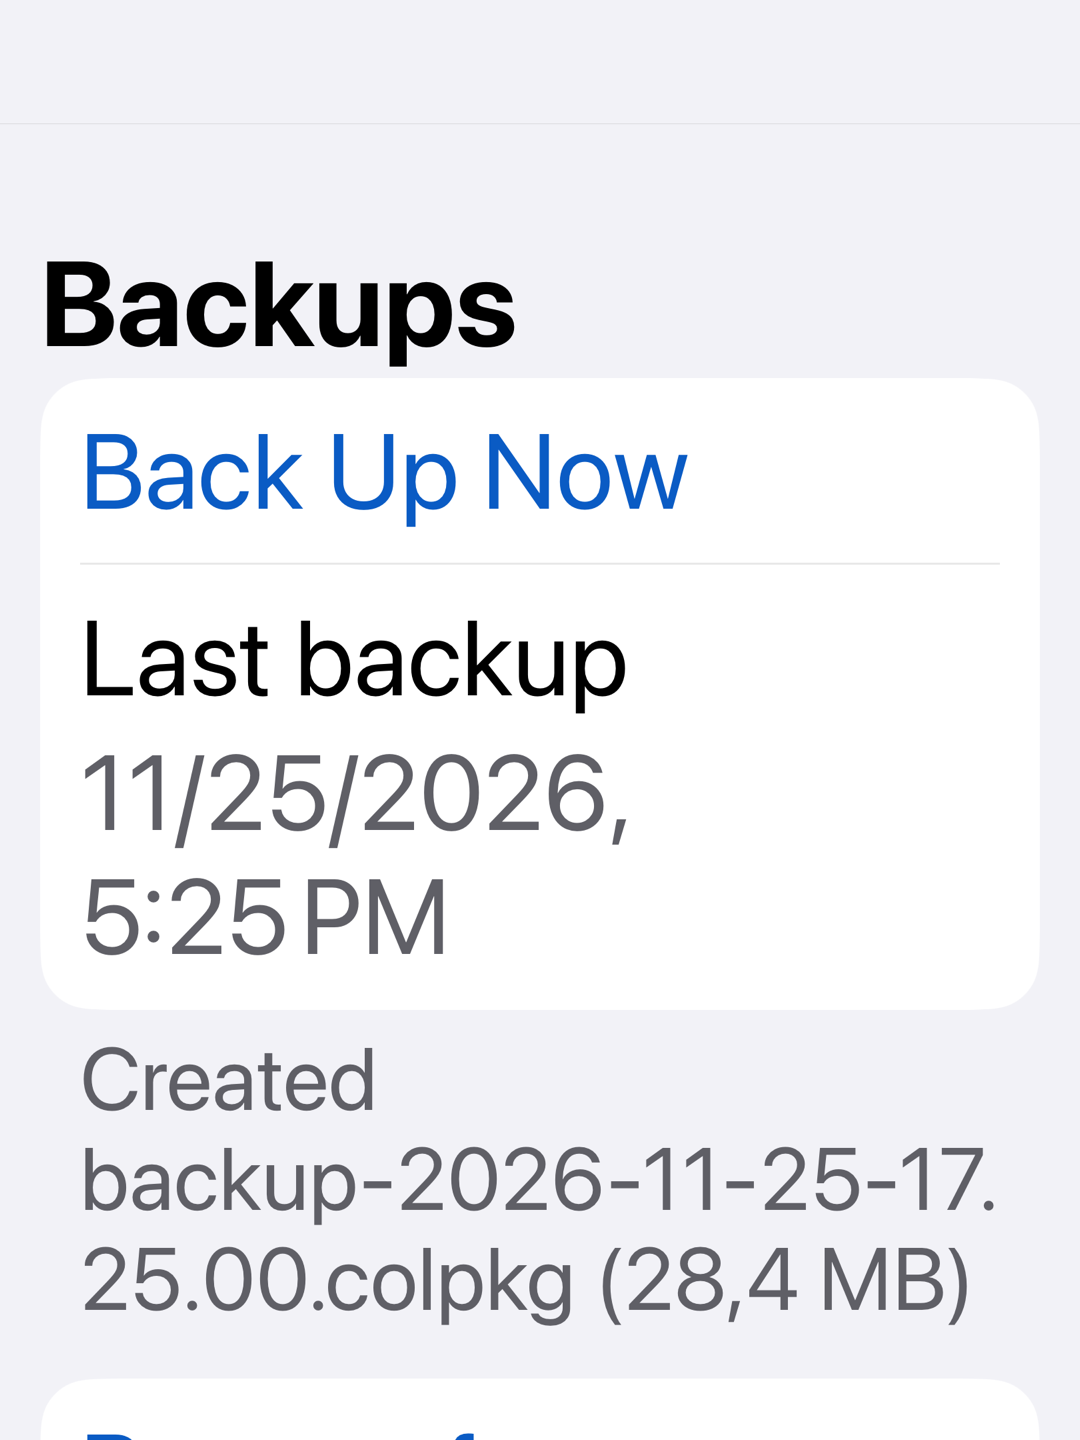 Backups
Back Up Now
Last backup
11/25/2026,
5:25 PM
Created
backup-2026-11-25-17.
25.00.colpkg (28,4 MB)